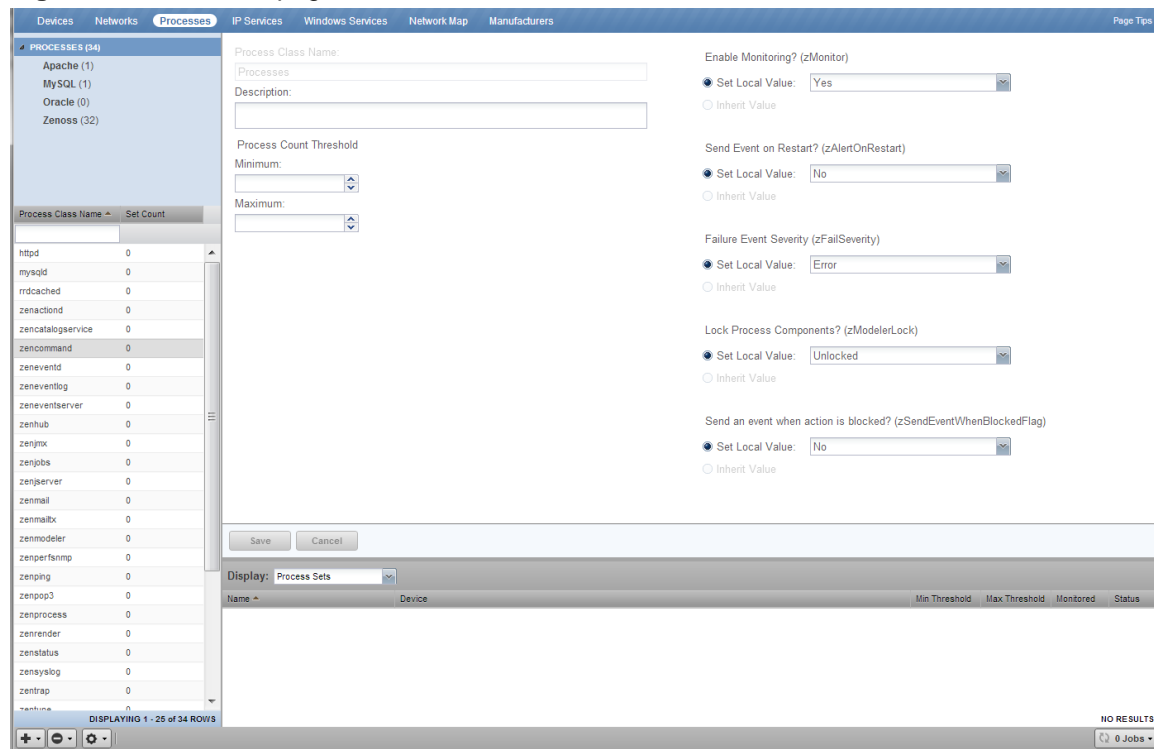 Devices Networks Processes IP Services Windows Services Network Map Manufacturers Page Tips
PROCESSES (34)
Apache (1)
MySQL (1)
Oracle (0)
Zenoss (32)
Process Class Name Set Count
httpd 0
mysqld 0
rrdcached 0
zenactiond 0
zencatalogservice 0
zencommand 0
zeneventd 0
zeneventlog 0
zeneventserver 0
zenhub 0
zenjmx 0
zenjobs 0
zenjserver 0
zenmail 0
zenmailtx 0
zenmodeler 0
zenperfsnmp 0
zenping 0
zenpop3 0
zenprocess 0
zenrender 0
zenstatus 0
zensyslog 0
zentrap 0
zentune 0
DISPLAYING 1 - 25 of 34 ROWS
Process Class Name:
Processes
Description:
Process Count Threshold
Minimum:
Maximum:
Enable Monitoring? (zMonitor)
Set Local Value: Yes
Inherit Value
Send Event on Restart? (zAlertOnRestart)
Set Local Value: No
Inherit Value
Failure Event Severity (zFailSeverity)
Set Local Value: Error
Inherit Value
Lock Process Components? (zModelerLock)
Set Local Value: Unlocked
Inherit Value
Send an event when action is blocked? (zSendEventWhenBlockedFlag)
Set Local Value: No
Inherit Value
Save Cancel
Display: Process Sets
Name Device Min Threshold Max Threshold Monitored Status
NO RESULTS
0 Jobs